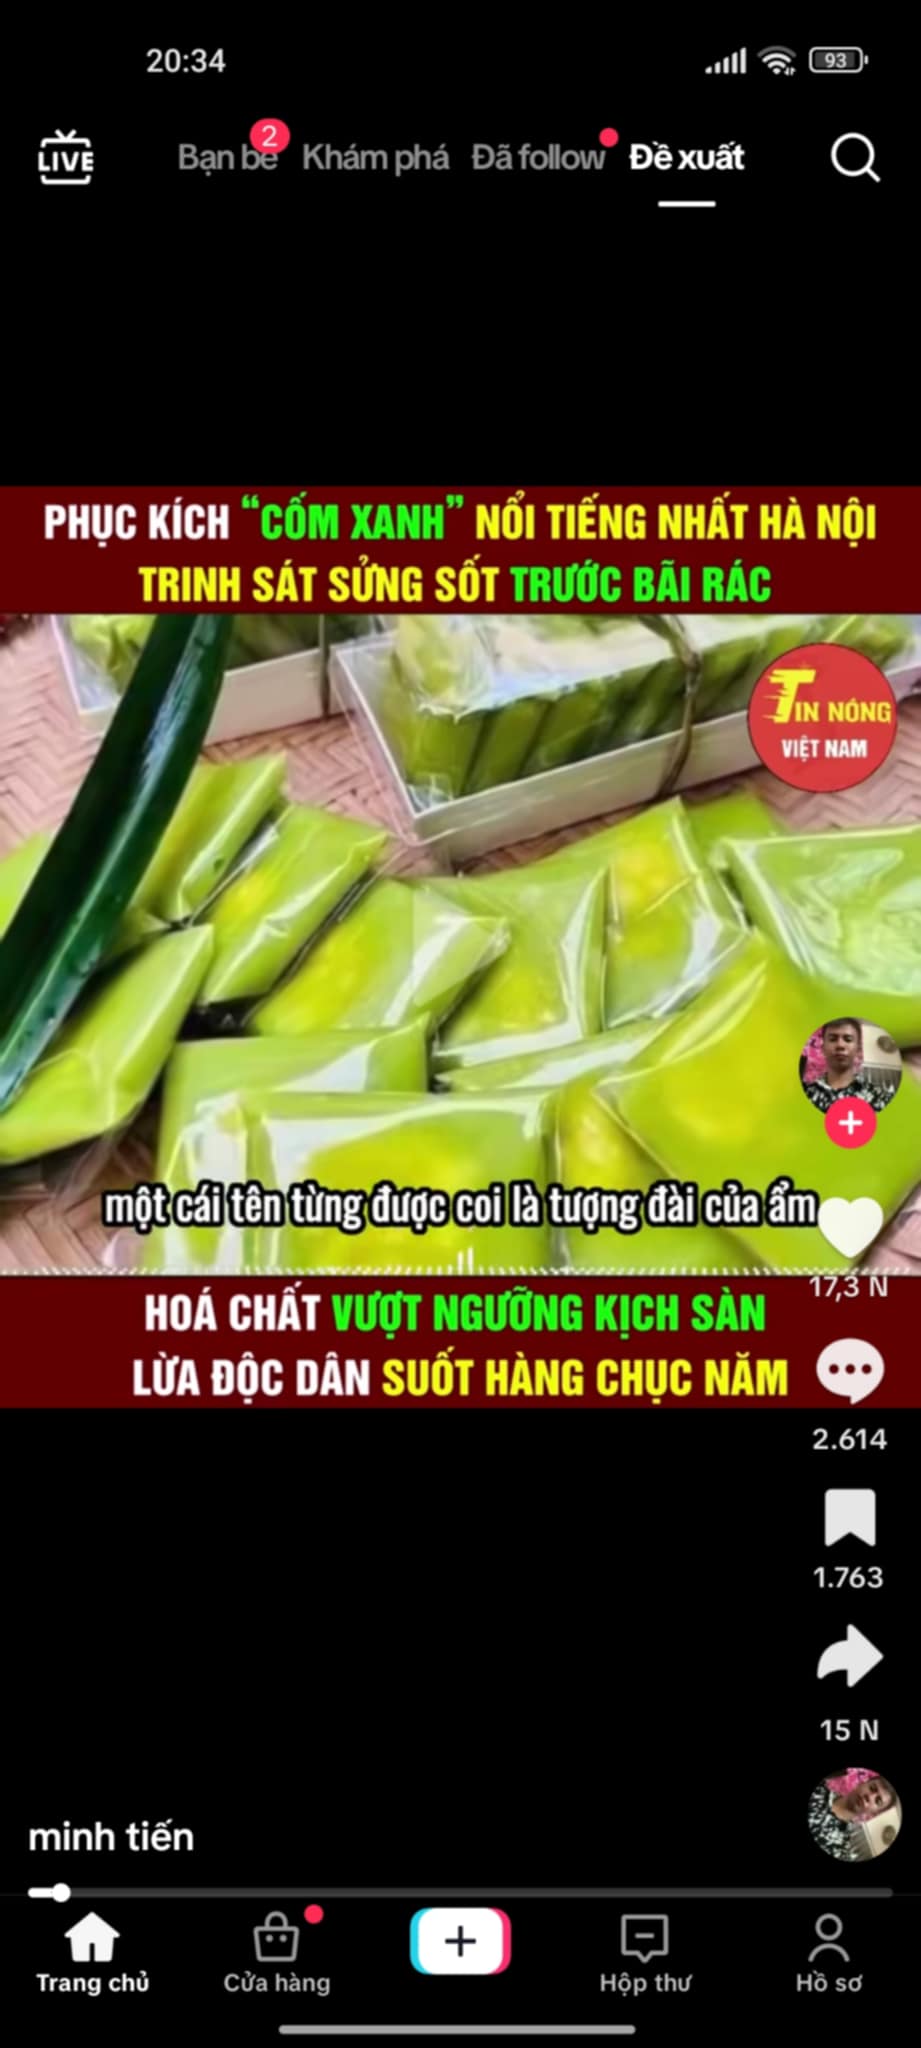 20:34
93
LIVE
Bạn bè
2
Khám phá
Đã follow
Đề xuất
PHỤC KÍCH “CỐM XANH” NỔI TIẾNG NHẤT HÀ NỘI
TRINH SÁT SỬNG SỐT TRƯỚC BÃI RÁC
TIN NÓNG
VIỆT NAM
một cái tên từng được coi là tượng đài của ẩm
17,3 N
HOÁ CHẤT VƯỢT NGƯỠNG KỊCH SÀN
LỪA ĐỘC DÂN SUỐT HÀNG CHỤC NĂM
2.614
1.763
15 N
minh tiến
Trang chủ
Cửa hàng
Hộp thư
Hồ sơ